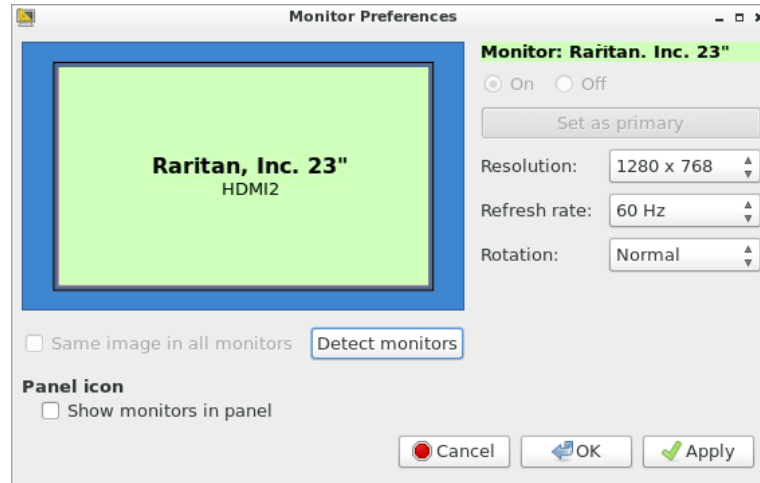 Monitor Preferences
Monitor: Raritan. Inc. 23"
On Off
Set as primary
Raritan, Inc. 23"
HDMI2
Resolution: 1280 x 768
Refresh rate: 60 Hz
Rotation: Normal
Same image in all monitors Detect monitors
Panel icon
Show monitors in panel
Cancel OK Apply